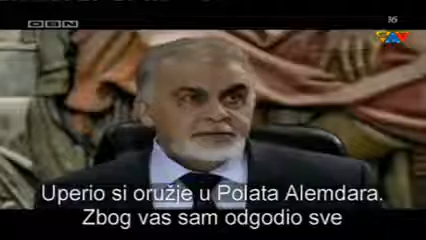 OBN
16
Uperio si oružje u Polata Alemdara.
Zbog vas sam odgodio sve